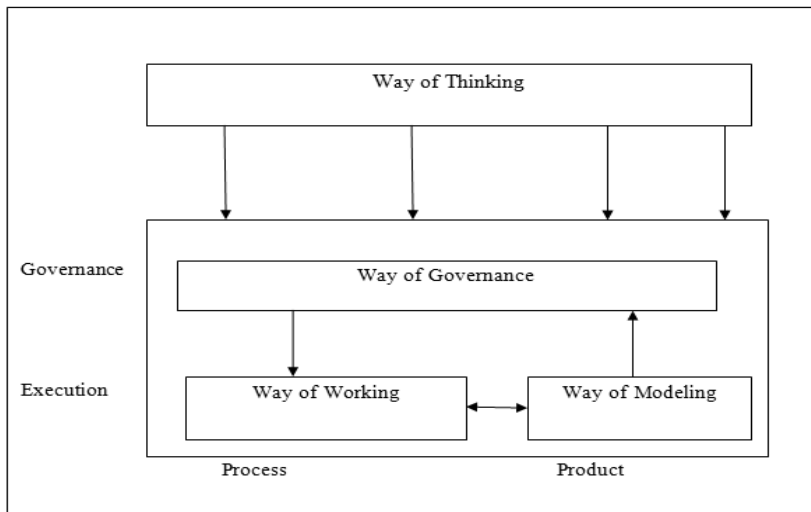 Way of Thinking
Governance
Way of Governance
Execution
Way of Working
Way of Modeling
Process
Product